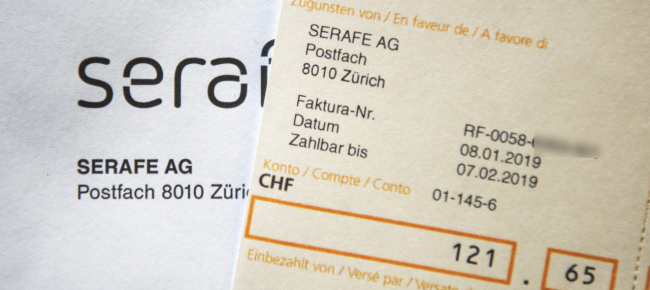 serafe
SERAFE AG
Postfach 8010 Züri
Zugunsten von / En faveur de / A favore di
SERAFE AG
Postfach
8010 Zürich
Faktura-Nr. RF-0058-
Datum 08.01.2019
Zahlbar bis 07.02.2019
Konto / Compte / Conto 01-145-6
CHF
121 . 65
Einbezahlt von / Versé par / Versato